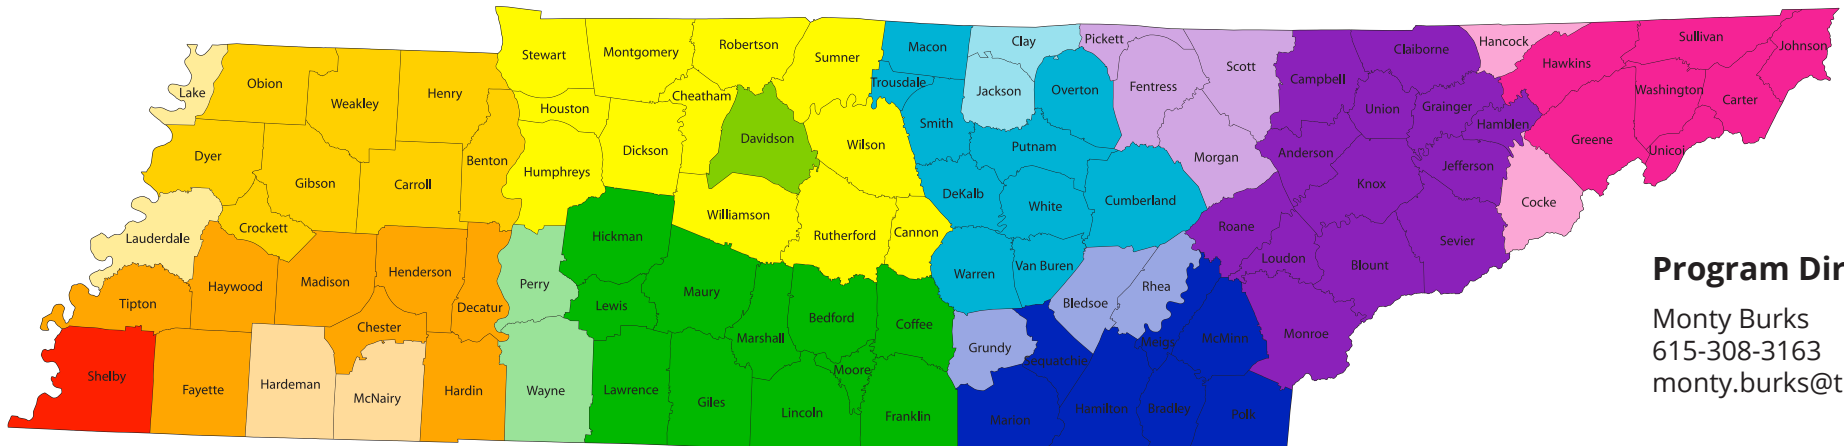 Stewart
Montgomery
Robertson
Sumner
Macon
Clay
Pickett
Scott
Campbell
Claiborne
Hancock
Hawkins
Sullivan
Johnson
Lake
Obion
Weakley
Henry
Houston
Cheatham
Trousdale
Jackson
Overton
Fentress
Union
Grainger
Hamblen
Washington
Carter
Dyer
Gibson
Carroll
Benton
Humphreys
Dickson
Davidson
Wilson
Smith
Putnam
Morgan
Anderson
Knox
Jefferson
Greene
Unicoi
Lauderdale
Crockett
Hickman
Williamson
Rutherford
Cannon
DeKalb
White
Cumberland
Roane
Loudon
Blount
Sevier
Cocke
Tipton
Haywood
Madison
Henderson
Decatur
Perry
Lewis
Maury
Marshall
Bedford
Coffee
Warren
Van Buren
Bledsoe
Rhea
Meigs
McMinn
Monroe
Shelby
Fayette
Hardeman
Chester
McNairy
Hardin
Wayne
Lawrence
Giles
Lincoln
Moore
Franklin
Grundy
Sequatchie
Marion
Hamilton
Bradley
Polk
Program Dir
Monty Burks
615-308-3163
monty.burks@t